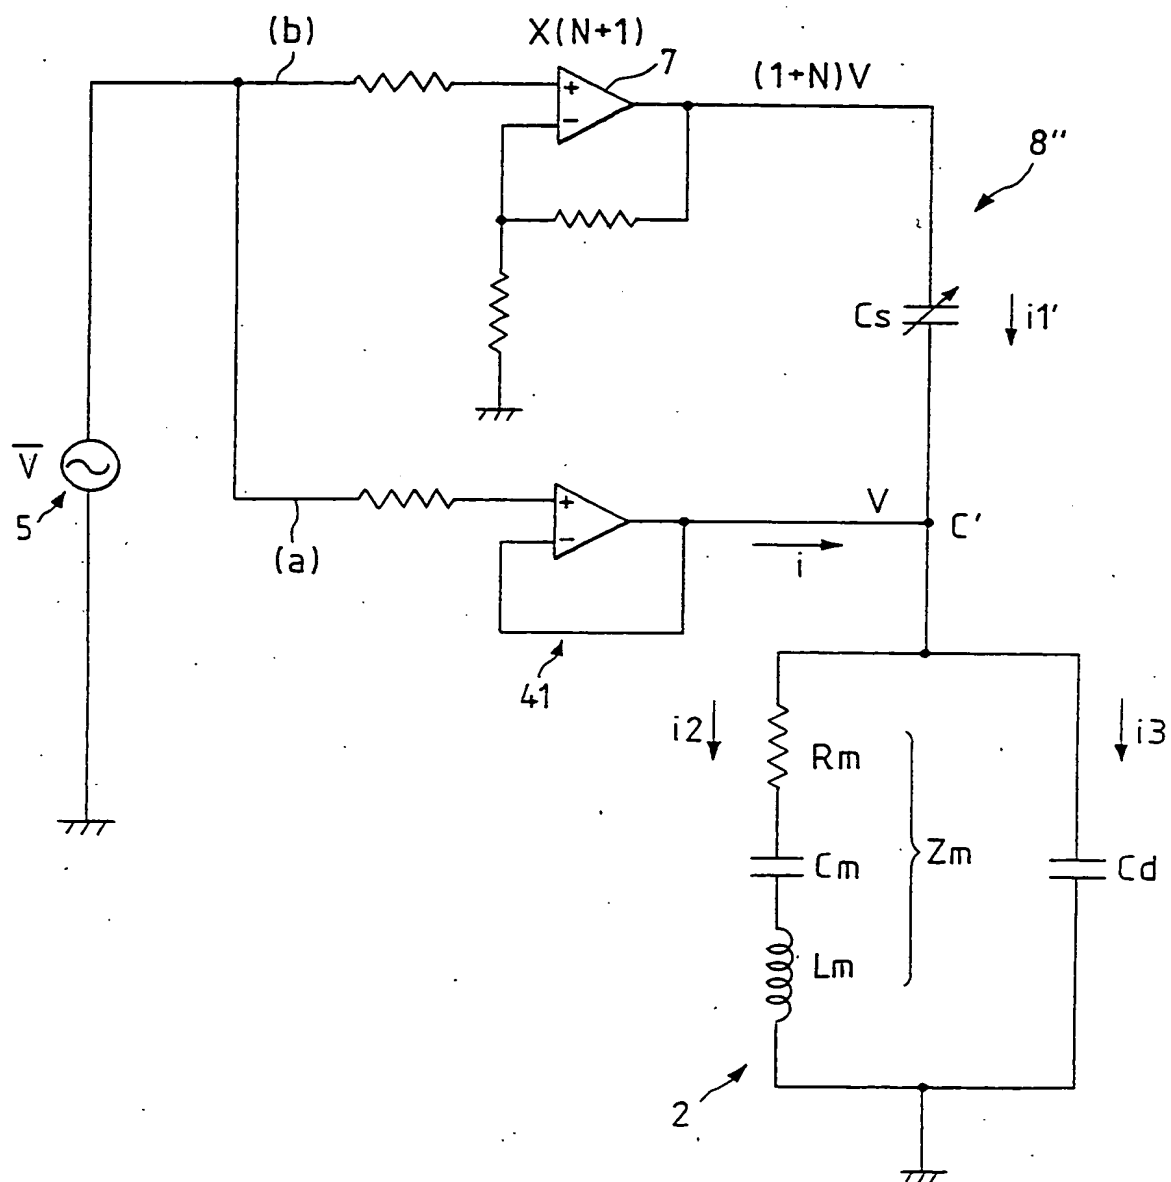 (b)
X(N+1)
7
(1+N)V
8''
Cs
i1'
V
5
(a)
V
C'
i
41
i2
i3
Rm
Cm
Zm
Cd
Lm
2